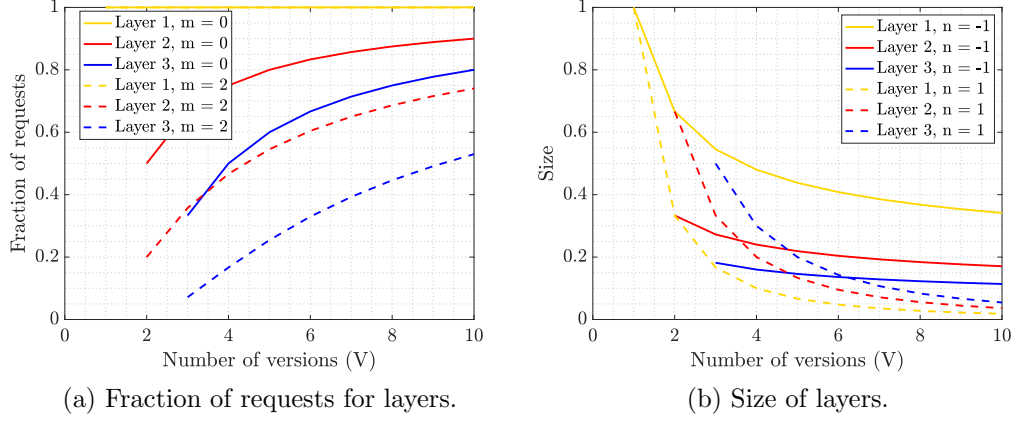 1
0.8
0.6
0.4
0.2
0
Fraction of requests
Layer 1, m = 0
Layer 2, m = 0
Layer 3, m = 0
Layer 1, m = 2
Layer 2, m = 2
Layer 3, m = 2
0 2 4 6 8 10
Number of versions (V)
(a) Fraction of requests for layers.
1
0.8
0.6
0.4
0.2
0
Size
Layer 1, n = -1
Layer 2, n = -1
Layer 3, n = -1
Layer 1, n = 1
Layer 2, n = 1
Layer 3, n = 1
0 2 4 6 8 10
Number of versions (V)
(b) Size of layers.